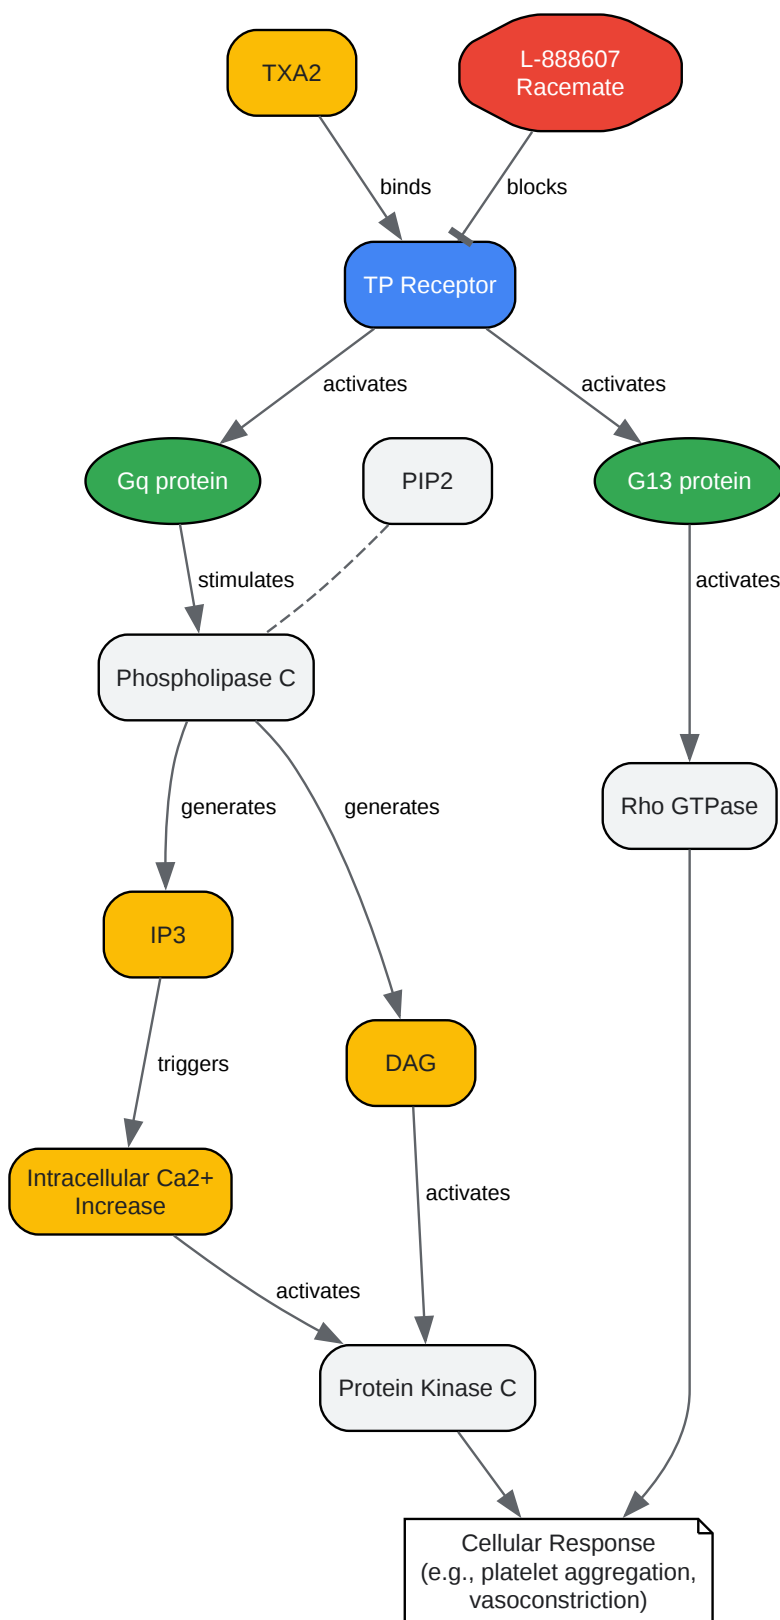 TXA2
L-888607
Racemate
binds
blocks
TP Receptor
activates
activates
Gq protein
PIP2
G13 protein
stimulates
activates
Phospholipase C
generates
generates
Rho GTPase
IP3
DAG
triggers
Intracellular Ca2+
Increase
activates
activates
Protein Kinase C
Cellular Response
(e.g., platelet aggregation,
vasoconstriction)